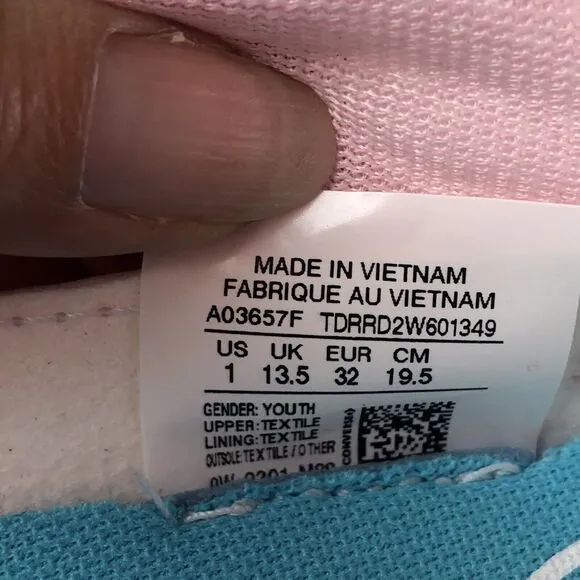 MADE IN VIETNAM
FABRIQUE AU VIETNAM
A03657F TDRRD2W601349
US UK EUR CM
1 13.5 32 19.5
GENDER: YOUTH
UPPER: TEXTILE
LINING: TEXTILE
OUTSOLE: TEXTILE / OTHER
CONVERSE